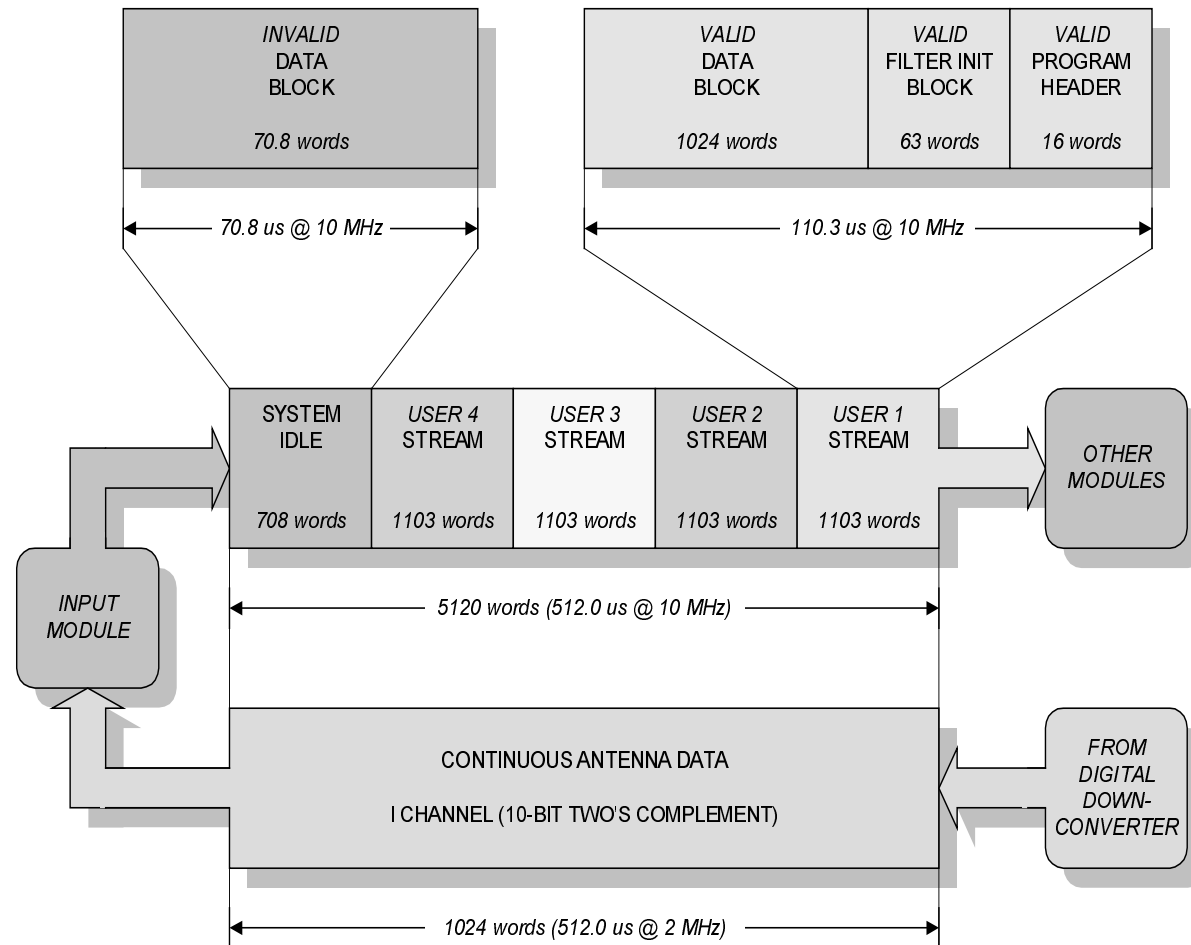 INVALID
DATA
BLOCK
70.8 words
VALID
DATA
BLOCK
1024 words
VALID
FILTER INIT
BLOCK
63 words
VALID
PROGRAM
HEADER
16 words
70.8 us @ 10 MHz
110.3 us @ 10 MHz
SYSTEM
IDLE
708 words
USER 4
STREAM
1103 words
USER 3
STREAM
1103 words
USER 2
STREAM
1103 words
USER 1
STREAM
1103 words
OTHER
MODULES
INPUT
MODULE
5120 words (512.0 us @ 10 MHz)
CONTINUOUS ANTENNA DATA
I CHANNEL (10-BIT TWO'S COMPLEMENT)
FROM
DIGITAL
DOWN-
CONVERTER
1024 words (512.0 us @ 2 MHz)